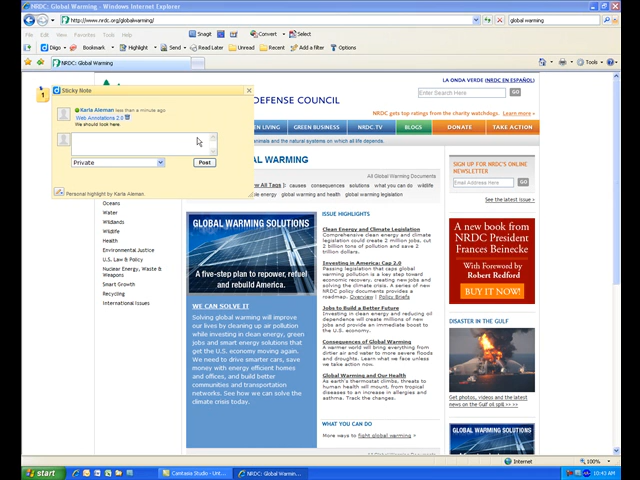 NRDC: Global Warming - Windows Internet Explorer
http://www.nrdc.org/globalwarming/
global warming
File Edit View Favorites Tools Help
Snagit Convert Select
Diigo Bookmark Highlight Send Unread Recent Add a filter Options
NRDC: Global Warming
Tools
LA ONDA VERDE (NRDC EN ESPAÑOL)
Enter Search Here GO
DEFENSE COUNCIL
NRDC gets top ratings from the charity watchdogs. Learn more »
GREEN BUSINESS NRDC.TV BLOGS DONATE TAKE ACTION
animals and the natural systems on which all life depends.
1
Sticky Note
Karla Aleman less than a minute ago
Web Annotations 2.0
We should look here.
Private
Post
Personal highlight by Karla Aleman.
WARMING
All Global Warming Documents
causes consequences solutions what you can do wildlife
global warming and health global warming legislation
Oceans
Water
Wildlands
Wildlife
Health
Environmental Justice
U.S. Law & Policy
Nuclear Energy, Waste & Weapons
Smart Growth
Recycling
International Issues
GLOBAL WARMING SOLUTIONS
A five-step plan to repower, refuel and rebuild America.
WE CAN SOLVE IT
Solving global warming will improve
our lives by cleaning up air pollution
while investing in clean energy, green
jobs and smart energy solutions that
get the U.S. economy moving again.
We need to drive smarter cars, save
money with energy efficient homes
and offices, and build better
communities and transportation
networks. See how we can solve the
climate crisis today.
ISSUE HIGHLIGHTS
Clean Energy and Climate Legislation
Comprehensive clean energy and climate
legislation could create 2 million jobs, cut
2 billion tons of pollution and save 2
trillion dollars.
Investing in America: Cap 2.0
Passing legislation that caps global
warming pollution is a key step toward
economic recovery, creating new jobs and
solving the climate crisis. A series of new
NRDC policy documents provides a
roadmap. Overview | Policy Briefs
Jobs to Build a Better Future
Investing in clean energy and reducing oil
dependence will create millions of new
jobs and provide an immediate boost to
the U.S. economy.
Consequences of Global Warming
A warmer world will bring everything from
dirtier air and water to more severe floods
and droughts. Learn what we face unless
we take action now.
Global Warming and Our Health
As earth's thermostat climbs, threats to
human health will mount, from tropical
diseases to an increase in allergies and
asthma. Track the changes.
WHAT YOU CAN DO
More ways to fight global warming >
SIGN UP FOR NRDC'S ONLINE NEWSLETTER
Email Address Here GO
See the latest issue >
A new book from
NRDC President
Frances Beinecke
With Foreword by
Robert Redford
BUY IT NOW!
DISASTER IN THE GULF
Get photos, videos and the latest
news on the Gulf oil spill >> >>
GLOBAL WARMING SOLUTIONS
Internet 100%
start
Camtasia Studio - Unt...
NRDC: Global Warmin...
10:43 AM